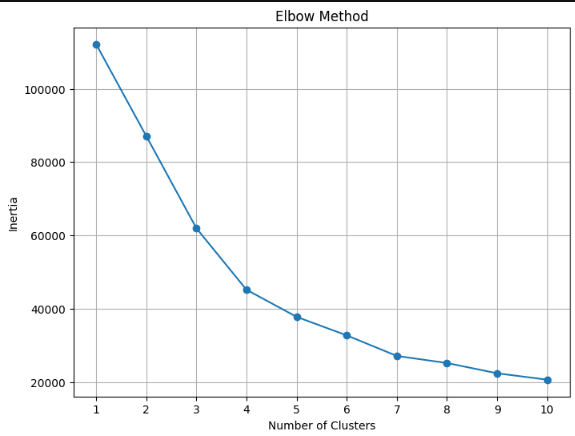 Elbow Method
100000
80000
60000
40000
20000
Inertia
1 2 3 4 5 6 7 8 9 10
Number of Clusters